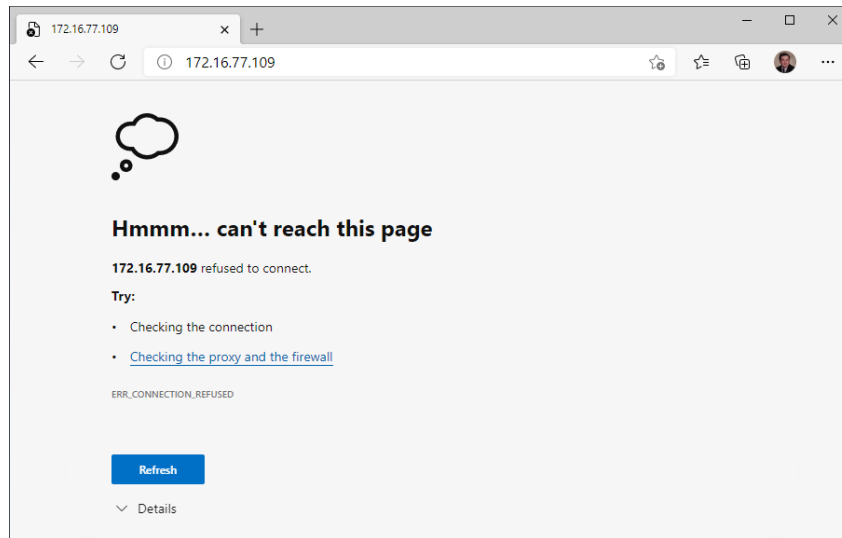 172.16.77.109
172.16.77.109
Hmmm... can't reach this page
172.16.77.109 refused to connect.
Try:
• Checking the connection
• Checking the proxy and the firewall
ERR_CONNECTION_REFUSED
Refresh
Details